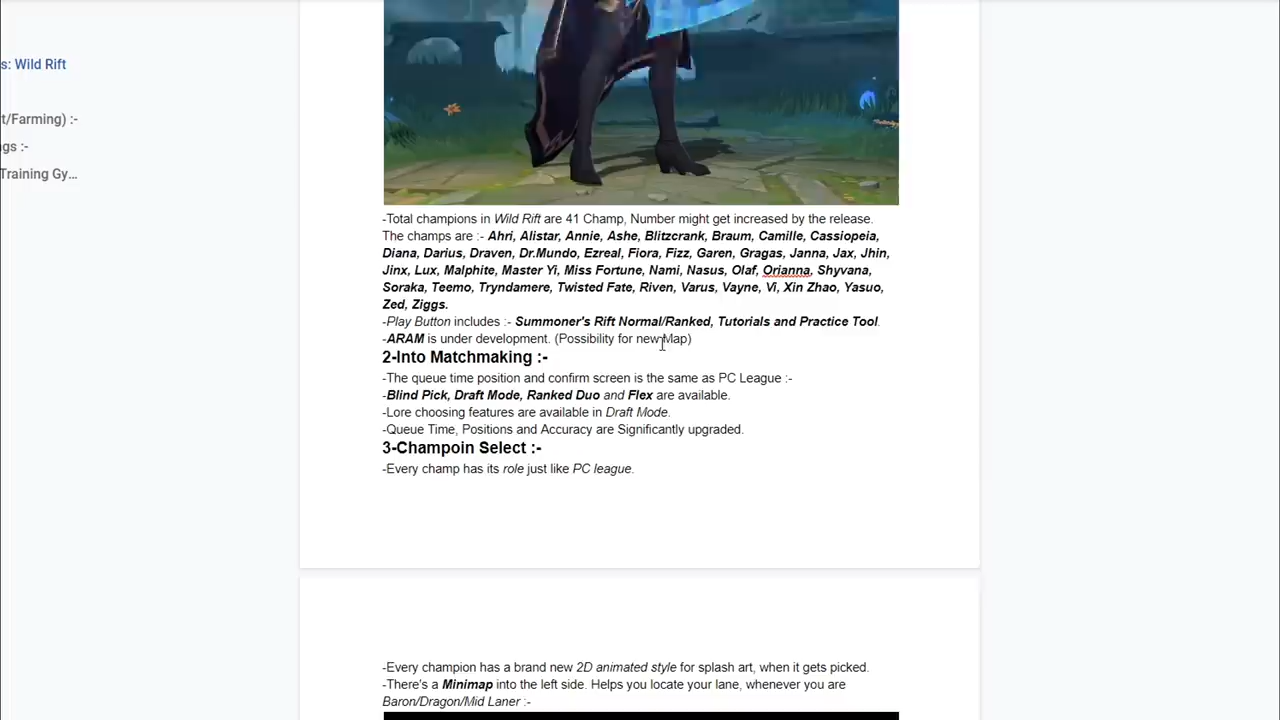 s: Wild Rift
t/Farming) :-
ngs :-
Training Gy...
-Total champions in Wild Rift are 41 Champ, Number might get increased by the release.
The champs are :- Ahri, Alistar, Annie, Ashe, Blitzcrank, Braum, Camille, Cassiopeia,
Diana, Darius, Draven, Dr.Mundo, Ezreal, Fiora, Fizz, Garen, Gragas, Janna, Jax, Jhin,
Jinx, Lux, Malphite, Master Yi, Miss Fortune, Nami, Nasus, Olaf, Orianna, Shyvana,
Soraka, Teemo, Tryndamere, Twisted Fate, Riven, Varus, Vayne, Vi, Xin Zhao, Yasuo,
Zed, Ziggs.
-Play Button includes :- Summoner's Rift Normal/Ranked, Tutorials and Practice Tool.
-ARAM is under development. (Possibility for new Map)
2-Into Matchmaking :-
-The queue time position and confirm screen is the same as PC League :-
-Blind Pick, Draft Mode, Ranked Duo and Flex are available.
-Lore choosing features are available in Draft Mode.
-Queue Time, Positions and Accuracy are Significantly upgraded.
3-Champoin Select :-
-Every champ has its role just like PC league.
-Every champion has a brand new 2D animated style for splash art, when it gets picked.
-There's a Minimap into the left side. Helps you locate your lane, whenever you are
Baron/Dragon/Mid Laner :-